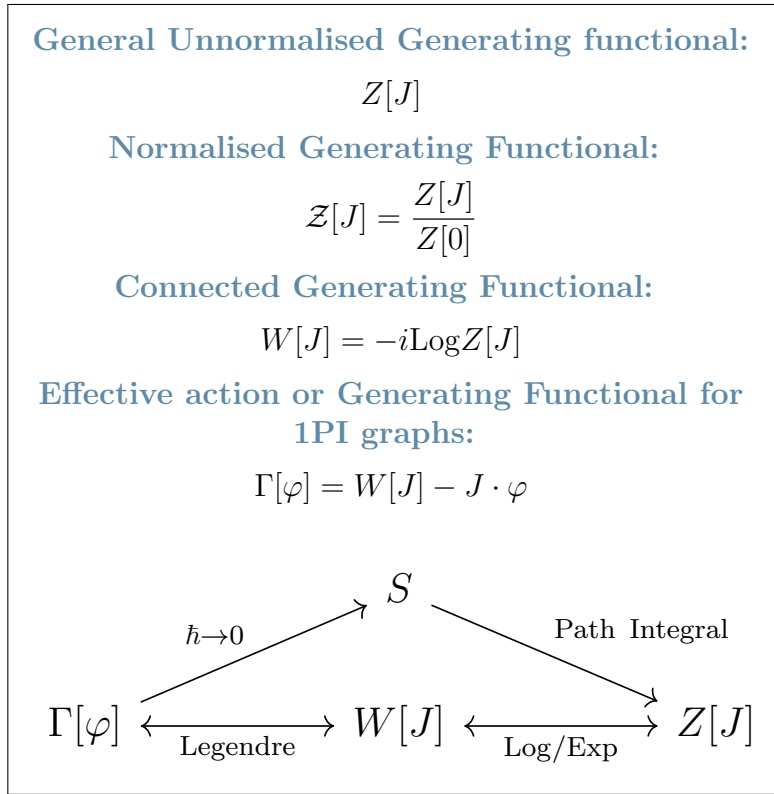 General Unnormalised Generating functional:
Z[J]
Normalised Generating Functional:
𝒵[J] = Z[J] / Z[0]
Connected Generating Functional:
W[J] = −iLogZ[J]
Effective action or Generating Functional for
1PI graphs:
Γ[φ] = W[J] − J · φ
S
ħ→0
Path Integral
Γ[φ]
W[J]
Z[J]
Legendre
Log/Exp